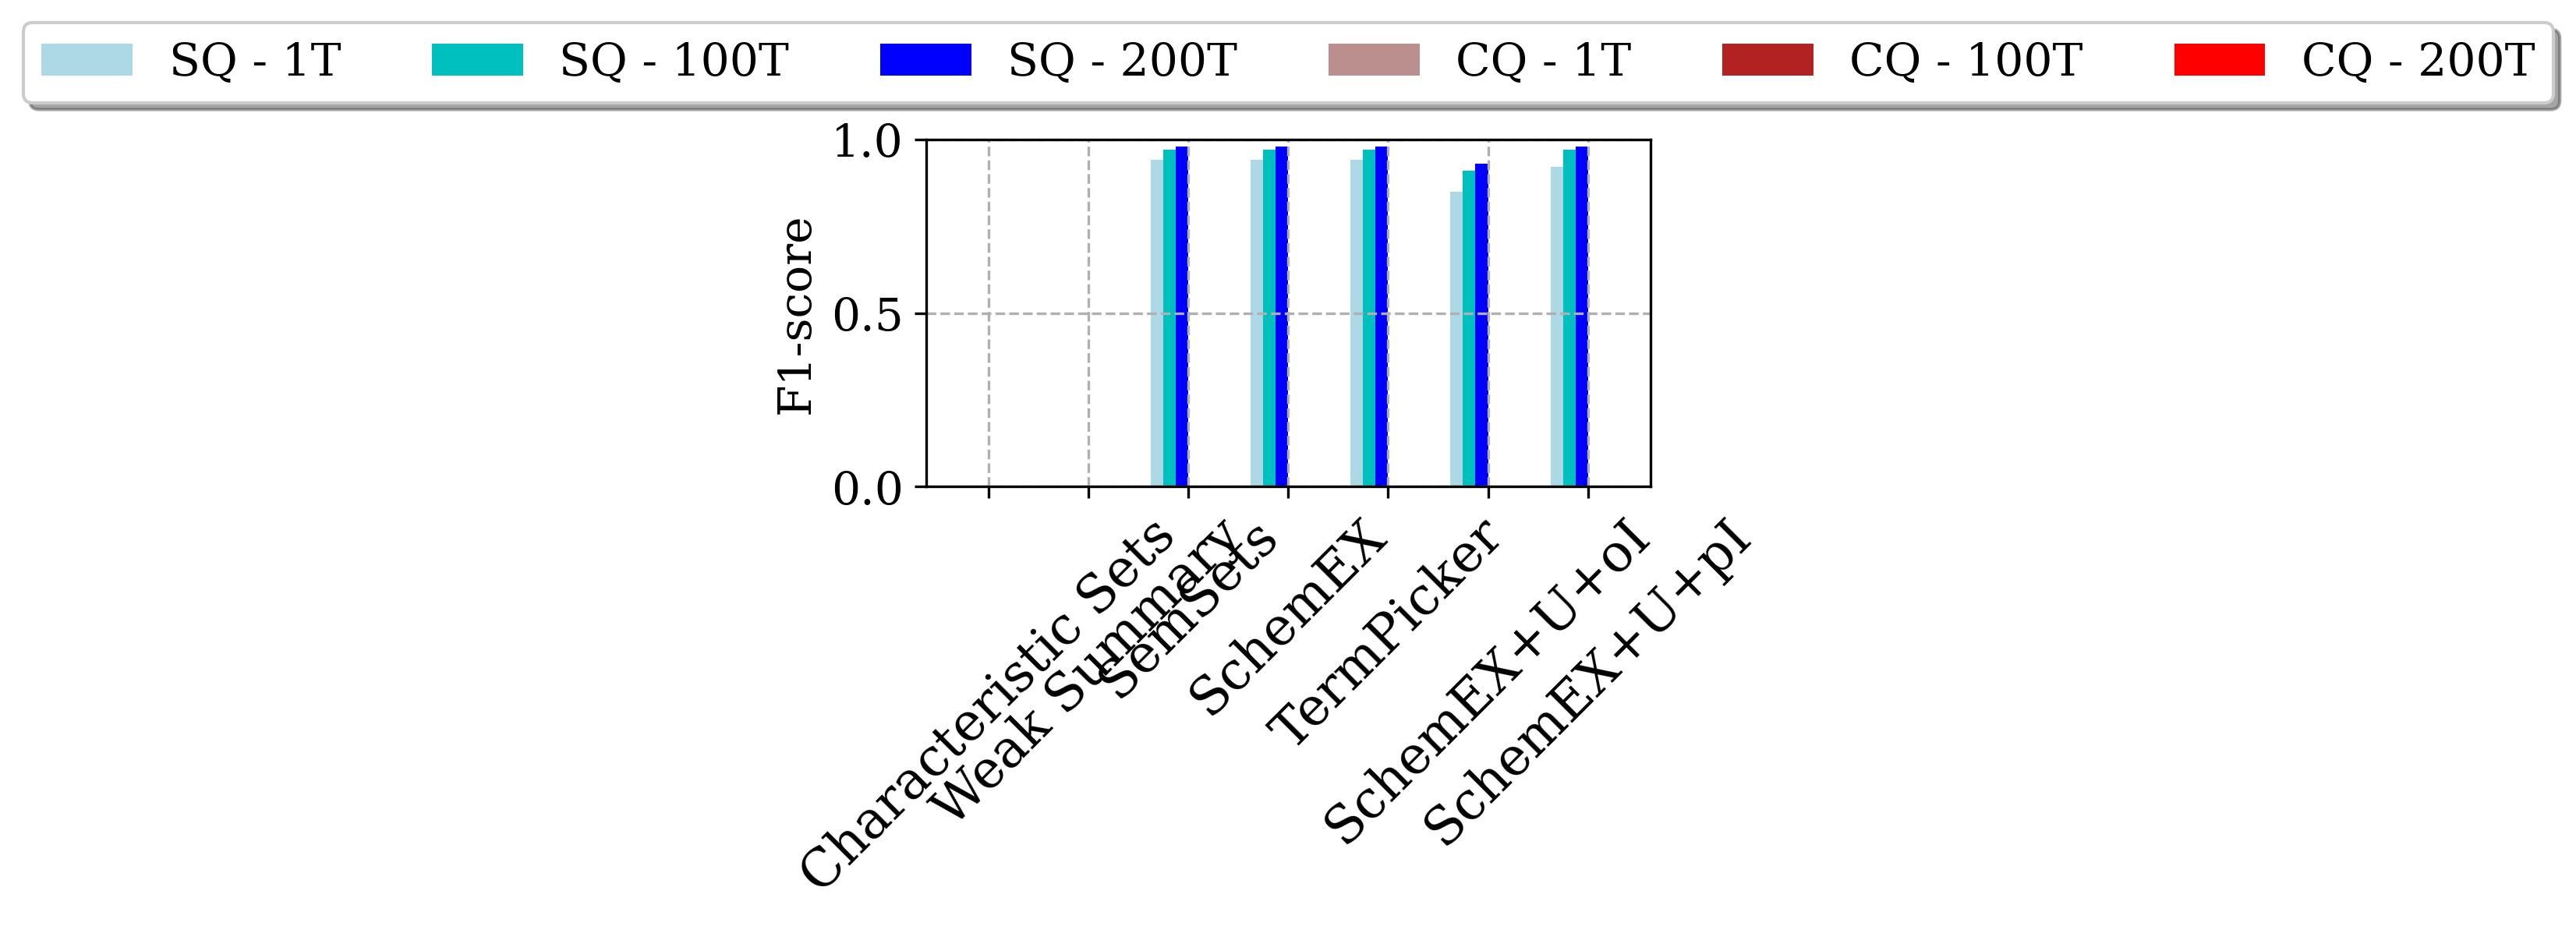 SQ - 1T SQ - 100T SQ - 200T CQ - 1T CQ - 100T CQ - 200T
1.0
0.5
0.0
F1-score
Characteristic Sets
Weak Summary
SemSets
SchemEX
TermPicker
SchemEX+U+oI
SchemEX+U+pI